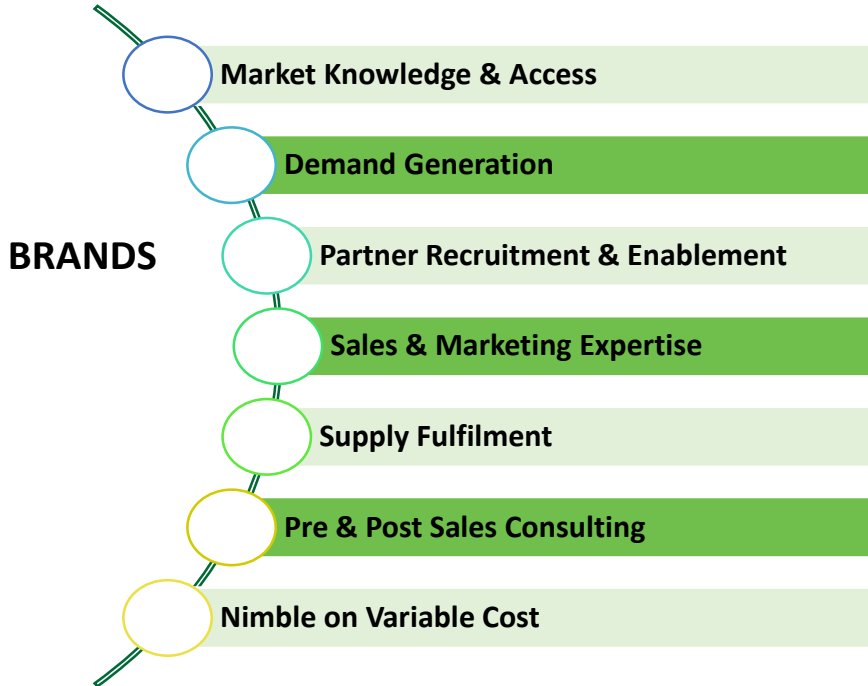 Market Knowledge & Access
Demand Generation
BRANDS
Partner Recruitment & Enablement
Sales & Marketing Expertise
Supply Fulfilment
Pre & Post Sales Consulting
Nimble on Variable Cost